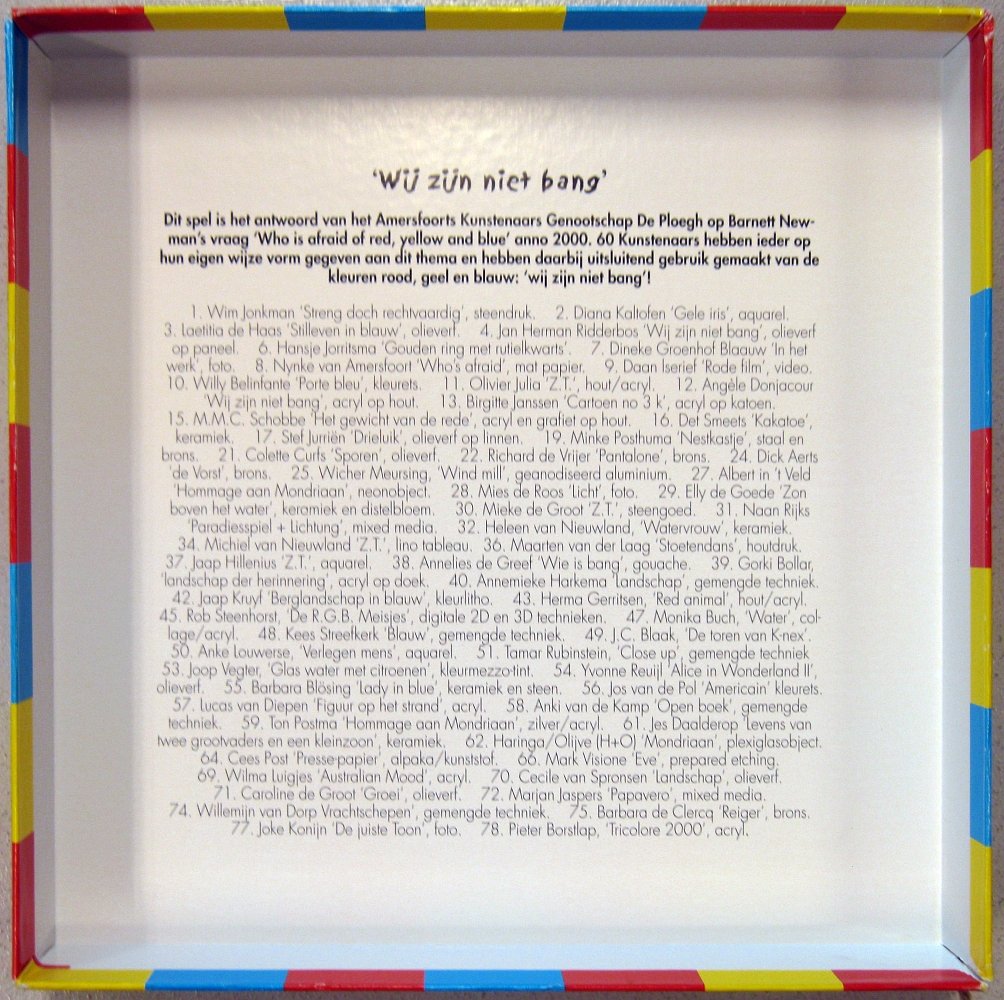 ‘Wij zijn niet bang’
Dit spel is het antwoord van het Amersfoorts Kunstenaars Genootschap De Ploegh op Barnett New-
man’s vraag ‘Who is afraid of red, yellow and blue’ anno 2000. 60 Kunstenaars hebben ieder op
hun eigen wijze vorm gegeven aan dit thema en hebben daarbij uitsluitend gebruik gemaakt van de
kleuren rood, geel en blauw: ‘wij zijn niet bang’!
1. Wim Jonkman ‘Streng doch rechtvaardig’, steendruk. 2. Diana Kaltofen ‘Gele iris’, aquarel.
3. Laetitia de Haas ‘Stilleven in blauw’, olieverf. 4. Jan Herman Ridderbos ‘Wij zijn niet bang’, olieverf
op paneel. 6. Hansje Jorritsma ‘Gouden ring met rutielkwarts’. 7. Dineke Groenhof Blaauw ‘In het
werk’, foto. 8. Nynke van Amersfoort ‘Who’s afraid’, mat papier. 9. Daan Iserief ‘Rode film’, video.
10. Willy Belinfante ‘Porte bleu’, kleurets. 11. Olivier Julia ‘Z.T.’, hout/acryl. 12. Angèle Donjacour
‘Wij zijn niet bang’, acryl op hout. 13. Birgitte Janssen ‘Cartoen no 3 k’, acryl op katoen.
15. M.M.C. Schobbe ‘Het gewicht van de rede’, acryl en grafiet op hout. 16. Det Smeets ‘Kakatoe’,
keramiek. 17. Stef Jurriën ‘Drieluik’, olieverf op linnen. 19. Minke Posthuma ‘Nestkastje’, staal en
brons. 21. Colette Curfs ‘Sporen’, olieverf. 22. Richard de Vrijer ‘Pantalone’, brons. 24. Dick Aerts
‘de Vorst’, brons. 25. Wicher Meursing, ‘Wind mill’, geanodiseerd aluminium. 27. Albert in ’t Veld
‘Hommage aan Mondriaan’, neonobject. 28. Mies de Roos ‘Licht’, foto. 29. Elly de Goede ‘Zon
boven het water’, keramiek en distelbloem. 30. Mieke de Groot ‘Z.T.’, steengoed. 31. Naan Rijks
‘Paradiesspiel + Lichtung’, mixed media. 32. Heleen van Nieuwland, ‘Watervrouw’, keramiek.
34. Michiel van Nieuwland ‘Z.T.’, lino tableau. 36. Maarten van der Laag ‘Stoetendans’, houtdruk.
37. Jaap Hillenius ‘Z.T.’, aquarel. 38. Annelies de Greef ‘Wie is bang’, gouache. 39. Gorki Bollar,
‘landschap der herinnering’, acryl op doek. 40. Annemieke Harkema ‘Landschap’, gemengde techniek.
42. Jaap Kruyf ‘Berglandschap in blauw’, kleurlitho. 43. Herma Gerritsen, ‘Red animal’, hout/acryl.
45. Rob Steenhorst, ‘De R.G.B. Meisjes’, digitale 2D en 3D technieken. 47. Monika Buch, ‘Water’, col-
lage/acryl. 48. Kees Streefkerk ‘Blauw’, gemengde techniek. 49. J.C. Blaak, ‘De toren van K-nex’.
50. Anke Louwerse, ‘Verlegen mens’, aquarel. 51. Tamar Rubinstein, ‘Close up’, gemengde techniek
53. Joop Vegter, ‘Glas water met citroenen’, kleurmezzo-tint. 54. Yvonne Reuijl ‘Alice in Wonderland II’,
olieverf. 55. Barbara Blösing ‘Lady in blue’, keramiek en steen. 56. Jos van de Pol ‘Americain’ kleurets.
57. Lucas van Diepen ‘Figuur op het strand’, acryl. 58. Anki van de Kamp ‘Open boek’, gemengde
techniek. 59. Ton Postma ‘Hommage aan Mondriaan’, zilver/acryl. 61. Jes Daalderop ‘Levens van
twee grootvaders en een kleinzoon’, keramiek. 62. Haringa/Olijve (H+O) ‘Mondriaan’, plexiglasobject.
64. Cees Post ‘Presse-papier’, alpaka/kunststof. 66. Mark Visione ‘Eve’, prepared etching.
69. Wilma Luigjes ‘Australian Mood’, acryl. 70. Cecile van Spronsen ‘Landschap’, olieverf.
71. Caroline de Groot ‘Groei’, olieverf. 72. Marjan Jaspers ‘Papavero’, mixed media.
74. Willemijn van Dorp Vrachtschepen’, gemengde techniek. 75. Barbara de Clercq ‘Reiger’, brons.
77. Joke Konijn ‘De juiste Toon’, foto. 78. Pieter Borstlap, ‘Tricolore 2000’, acryl.